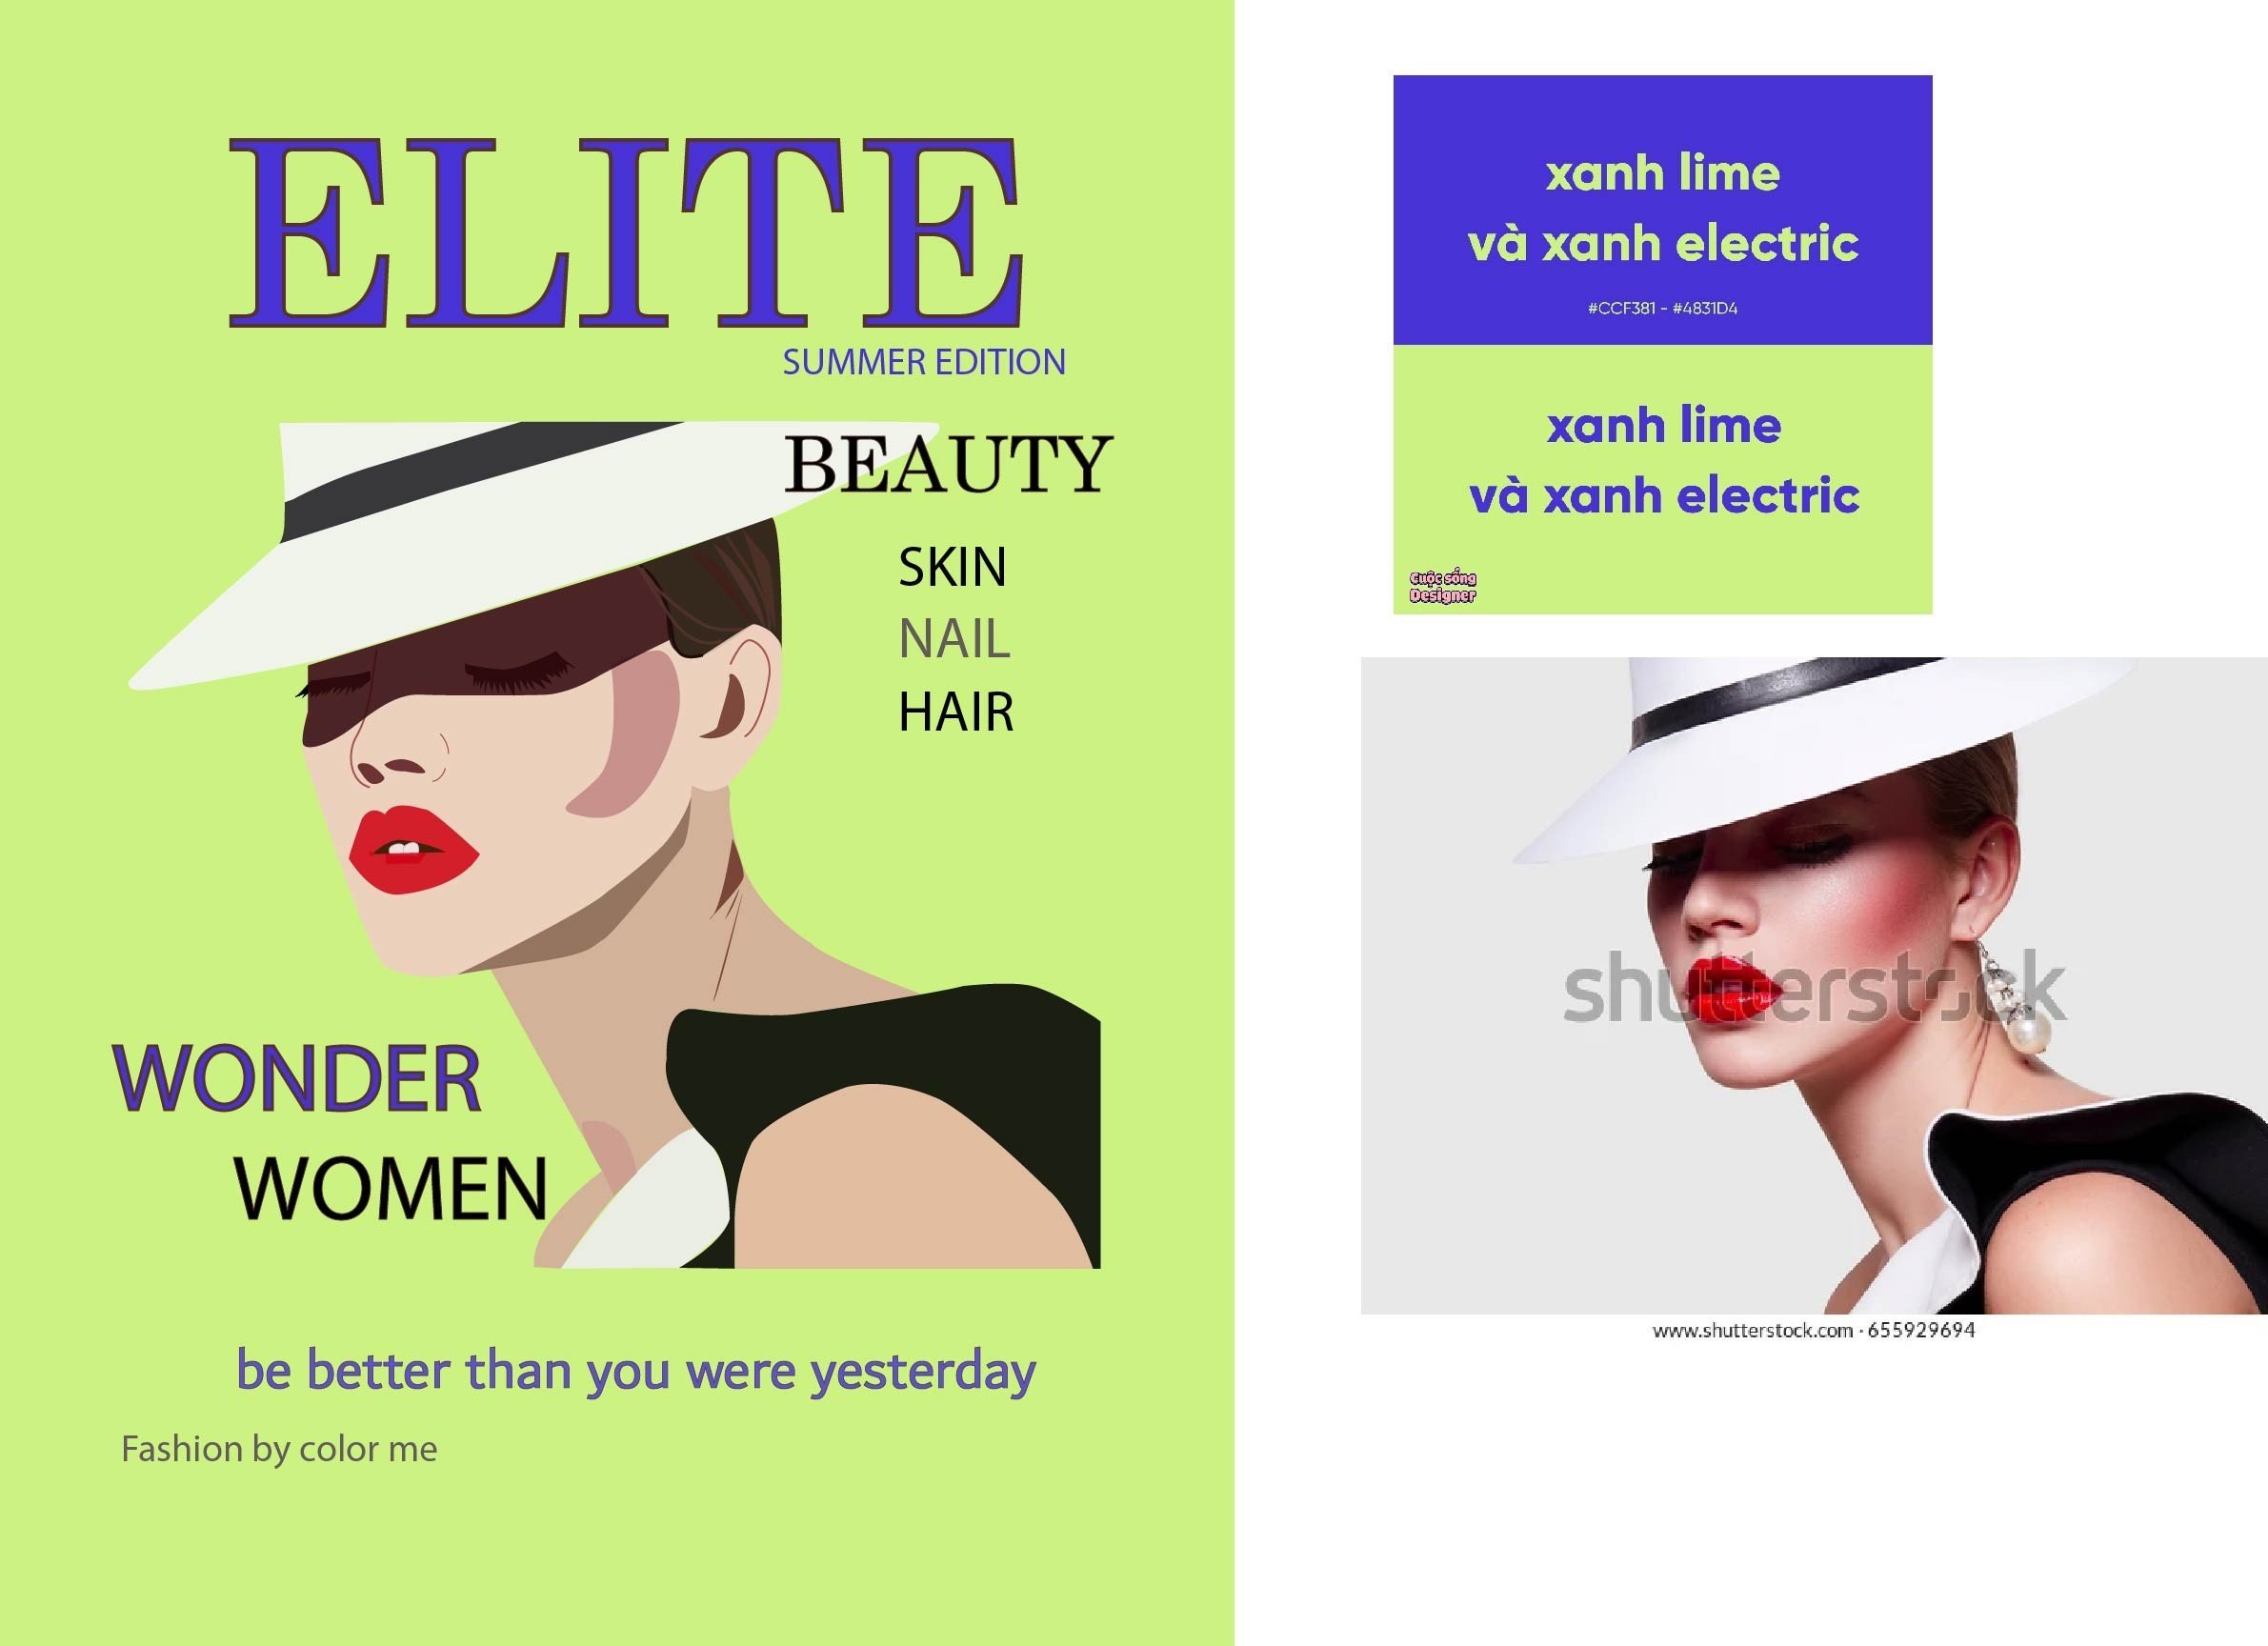 ELITE
SUMMER EDITION
BEAUTY
SKIN
NAIL
HAIR
WONDER
WOMEN
be better than you were yesterday
Fashion by color me
xanh lime
và xanh electric
#CCF381 - #4831D4
xanh lime
và xanh electric
Cuộc sống
Designer
shutterstock
www.shutterstock.com · 655929694